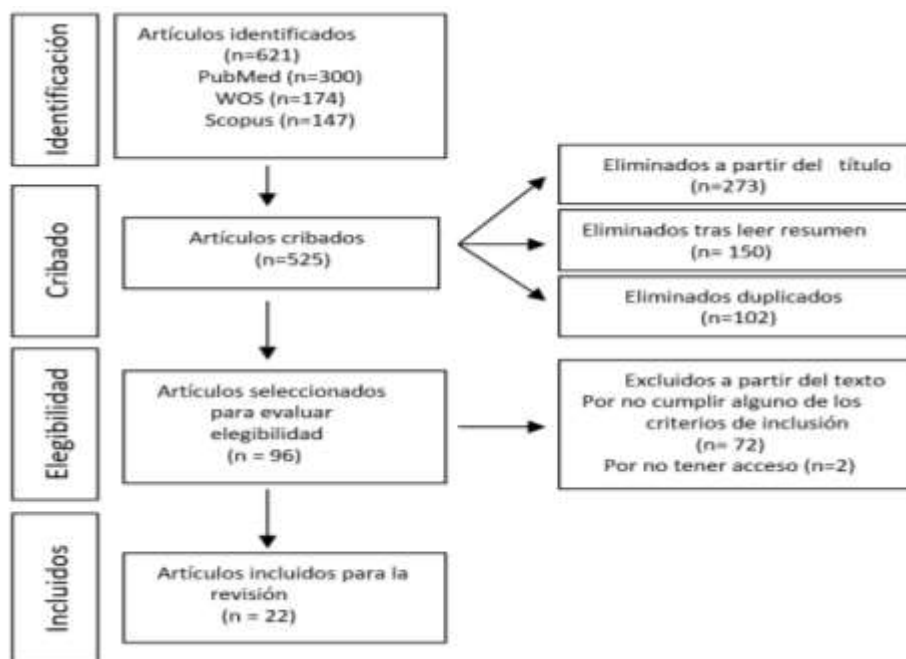 Identificación
Artículos identificados
(n=621)
PubMed (n=300)
WOS (n=174)
Scopus (n=147)
Cribado
Artículos cribados
(n=525)
Eliminados a partir del título
(n=273)
Eliminados tras leer resumen
(n= 150)
Eliminados duplicados
(n=102)
Elegibilidad
Artículos seleccionados
para evaluar
elegibilidad
(n = 96)
Excluidos a partir del texto
Por no cumplir alguno de los
criterios de inclusión
(n= 72)
Por no tener acceso (n=2)
Incluidos
Artículos incluidos para la
revisión
(n = 22)